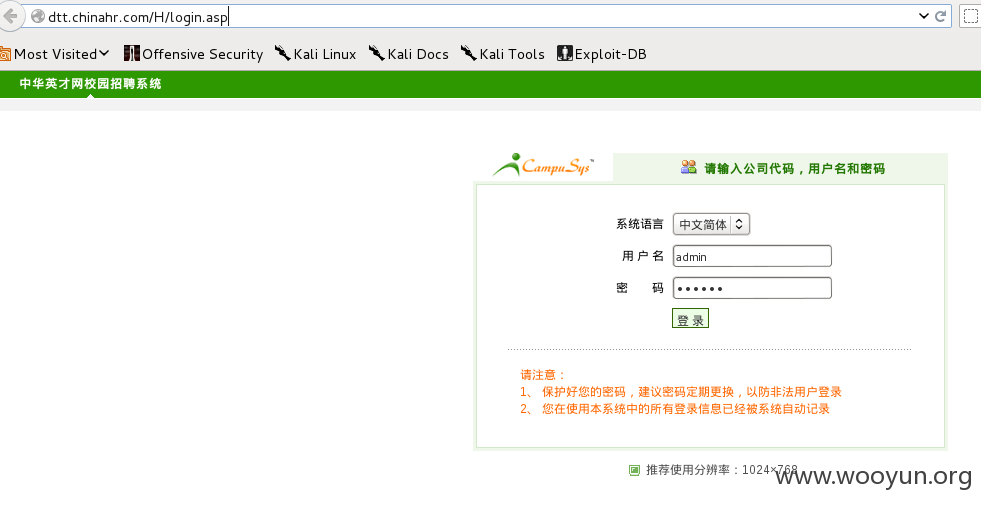 dtt.chinahr.com/H/login.asp
Most Visited Offensive Security Kali Linux Kali Docs Kali Tools Exploit-DB
中华英才网校园招聘系统
CampuSys™ 请输入公司代码，用户名和密码
系统语言 中文简体
用 户 名 admin
密 码 ••••••
登 录
请注意：
1、 保护好您的密码，建议密码定期更换，以防非法用户登录
2、 您在使用本系统中的所有登录信息已经被系统自动记录
推荐使用分辨率：1024×768
www.wooyun.org